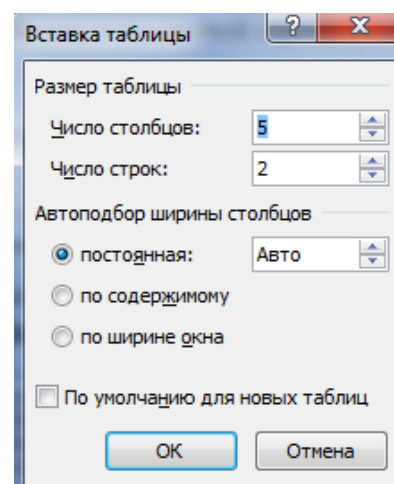 Вставка таблицы ?
Размер таблицы
Число столбцов: 5
Число строк: 2
Автоподбор ширины столбцов
постоянная: Авто
по содержимому
по ширине окна
По умолчанию для новых таблиц
ОК Отмена